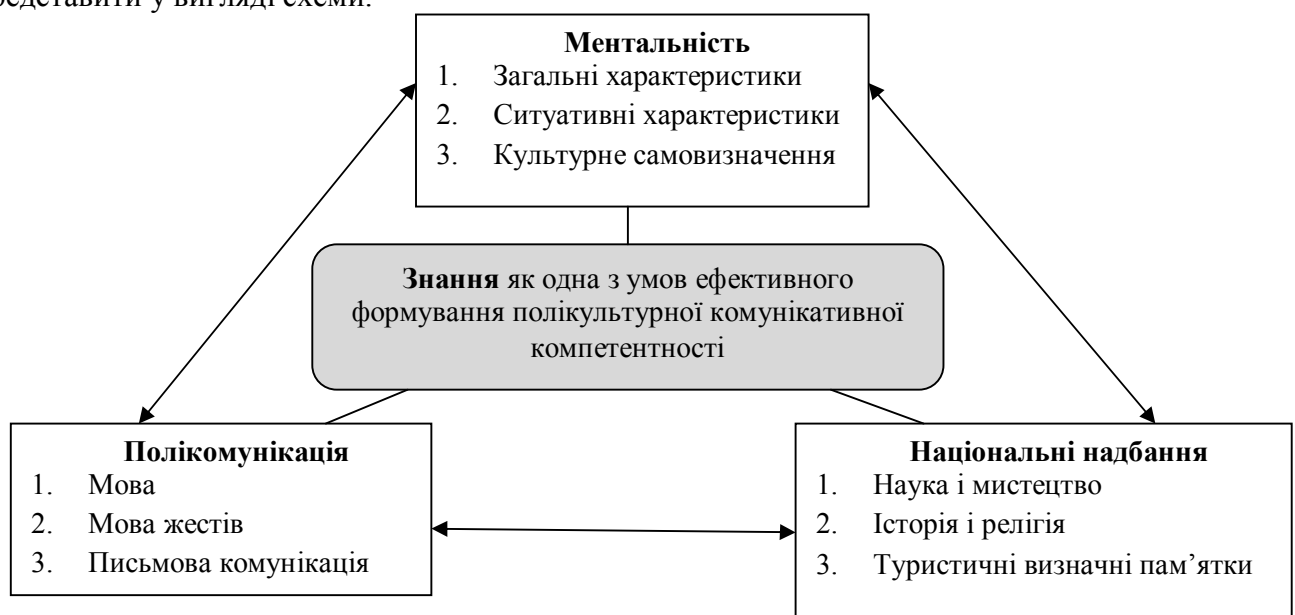 представити у вигляді схеми.
Ментальність
1. Загальні характеристики
2. Ситуативні характеристики
3. Культурне самовизначення
Знання як одна з умов ефективного
формування полікультурної комунікативної
компетентності
Полікомунікація
1. Мова
2. Мова жестів
3. Письмова комунікація
Національні надбання
1. Наука і мистецтво
2. Історія і религія
3. Туристичні визначні пам’ятки